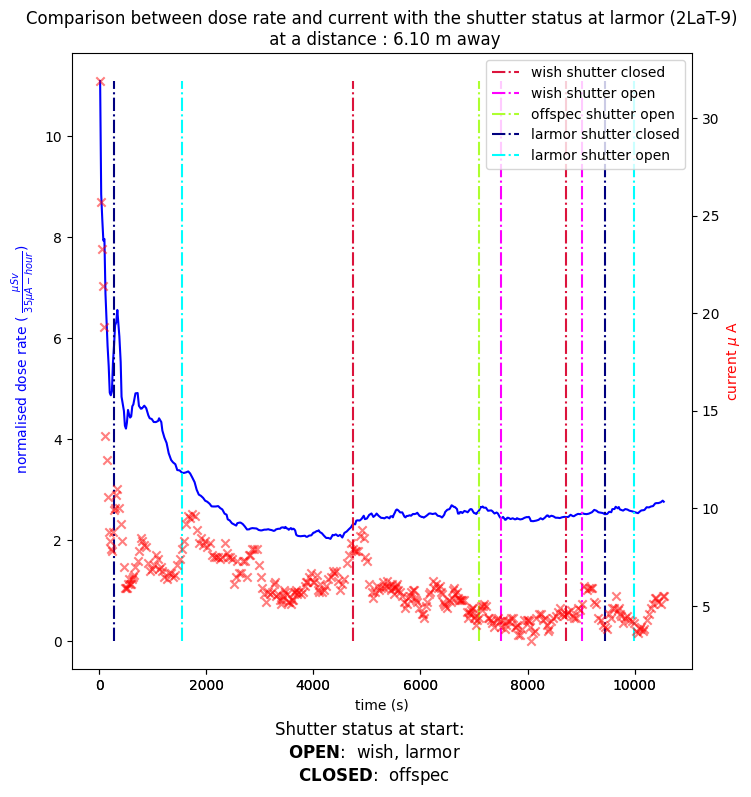 Comparison between dose rate and current with the shutter status at larmor (2LaT-9)
at a distance : 6.10 m away
wish shutter closed
wish shutter open
offspec shutter open
larmor shutter closed
larmor shutter open
normalised dose rate ( μSv / 35μA − hour )
10
8
6
4
2
0
30
25
20
15
10
5
current μ A
0 2000 4000 6000 8000 10000
time (s)
Shutter status at start:
OPEN: wish, larmor
CLOSED: offspec